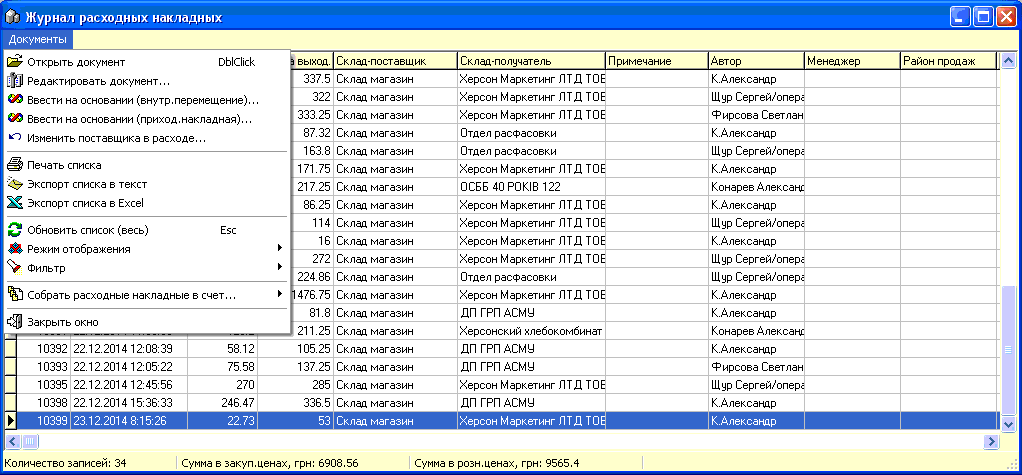 Журнал расходных накладных
Документы
Открыть документ DblClick
Редактировать документ...
Ввести на основании (внутр.перемещение)...
Ввести на основании (приход.накладная)...
Изменить поставщика в расходе...
Печать списка
Экспорт списка в текст
Экспорт списка в Excel
Обновить список (весь) Esc
Режим отображения
Фильтр
Собрать расходные накладные в счет...
Закрыть окно
выход. Склад-поставщик Склад-получатель Примечание Автор Менеджер Район продаж
337.5 Склад магазин Херсон Маркетинг ЛТД ТОВ К.Александр
322 Склад магазин Херсон Маркетинг ЛТД ТОВ Щур Сергей/опера
333.25 Склад магазин Херсон Маркетинг ЛТД ТОВ Фирсова Светлан
87.32 Склад магазин Отдел расфасовки К.Александр
163.8 Склад магазин Отдел расфасовки Щур Сергей/опера
171.75 Склад магазин Херсон Маркетинг ЛТД ТОВ К.Александр
217.25 Склад магазин ОСББ 40 РОКІВ 122 Конарев Александ
86.25 Склад магазин Херсон Маркетинг ЛТД ТОВ К.Александр
114 Склад магазин Херсон Маркетинг ЛТД ТОВ Щур Сергей/опера
16 Склад магазин Херсон Маркетинг ЛТД ТОВ К.Александр
272 Склад магазин Херсон Маркетинг ЛТД ТОВ Щур Сергей/опера
224.86 Склад магазин Отдел расфасовки Щур Сергей/опера
1476.75 Склад магазин Херсон Маркетинг ЛТД ТОВ К.Александр
81.8 Склад магазин ДП ГРП АСМУ К.Александр
211.25 Склад магазин Херсонский хлебокомбинат Конарев Александ
10392 22.12.2014 12:08:39 58.12 105.25 Склад магазин ДП ГРП АСМУ К.Александр
10393 22.12.2014 12:05:22 75.58 137.25 Склад магазин ДП ГРП АСМУ Фирсова Светлан
10395 22.12.2014 12:45:56 270 285 Склад магазин Херсон Маркетинг ЛТД ТОВ Щур Сергей/опера
10398 22.12.2014 15:36:33 246.47 336.5 Склад магазин ДП ГРП АСМУ К.Александр
10399 23.12.2014 8:15:26 22.73 53 Склад магазин Херсон Маркетинг ЛТД ТОВ К.Александр
Количество записей: 34 Сумма в закуп.ценах, грн: 6908.56 Сумма в розн.ценах, грн: 9565.4